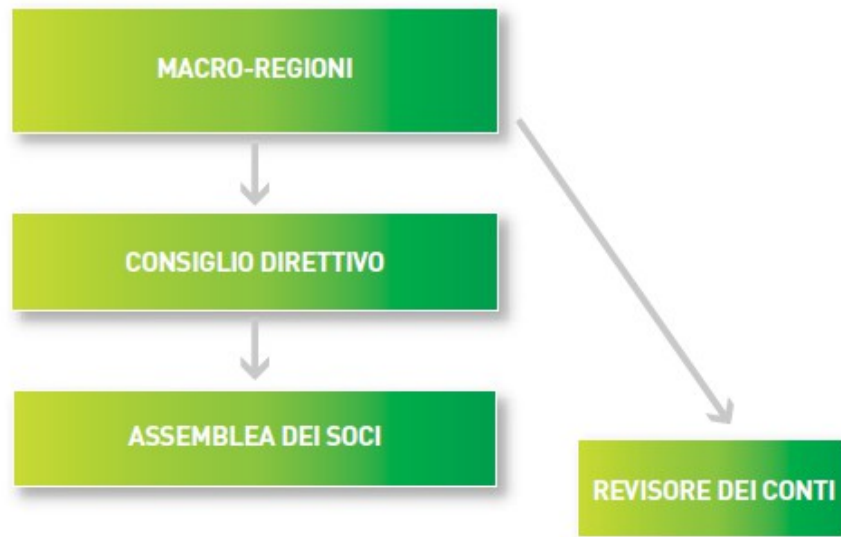 MACRO-REGIONI
CONSIGLIO DIRETTIVO
ASSEMBLEA DEI SOCI
REVISORE DEI CONTI